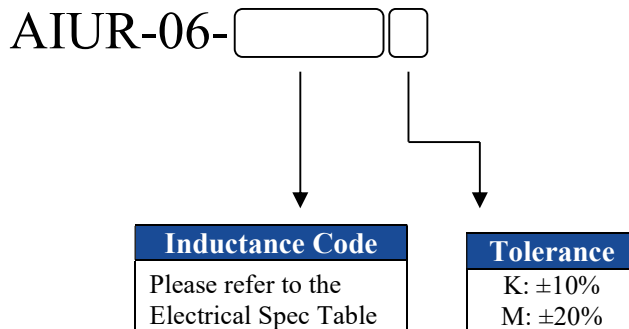 AIUR-06-
Inductance Code
Please refer to the
Electrical Spec Table
Tolerance
K: ±10%
M: ±20%